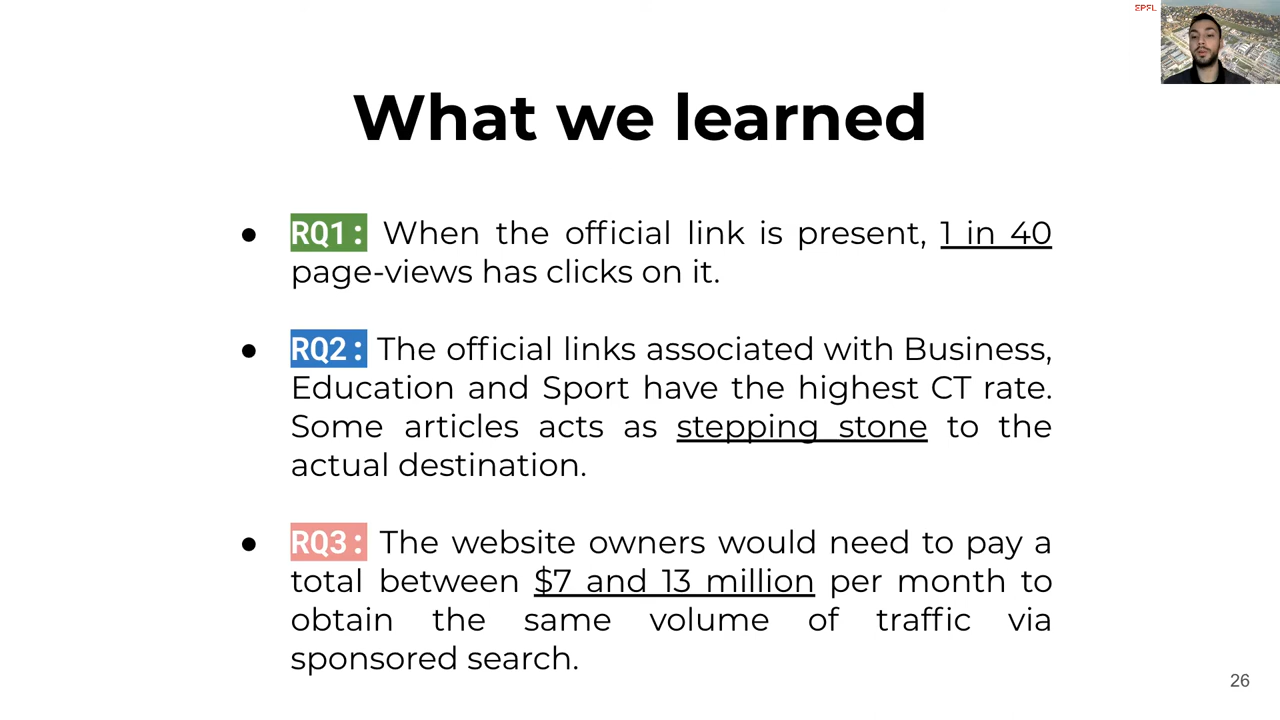 EPFL
What we learned
● RQ1: When the official link is present, 1 in 40
page-views has clicks on it.
● RQ2: The official links associated with Business,
Education and Sport have the highest CT rate.
Some articles acts as stepping stone to the
actual destination.
● RQ3: The website owners would need to pay a
total between $7 and 13 million per month to
obtain the same volume of traffic via
sponsored search.
26